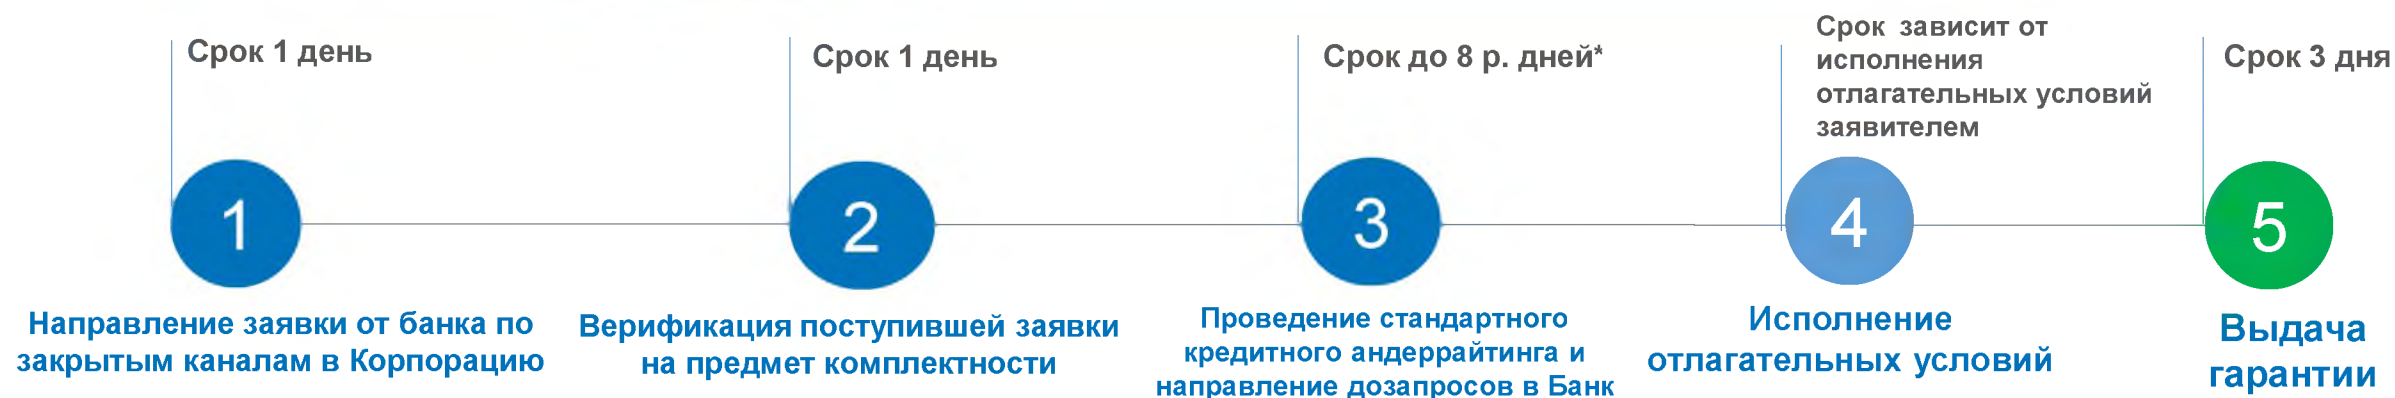 Срок 1 день
Срок 1 день
Срок до 8 р. дней*
Срок зависит от
исполнения
отлагательных условий
заявителем
Срок 3 дня
1
2
3
4
5
Направление заявки от банка по
закрытым каналам в Корпорацию
Верификация поступившей заявки
на предмет комплектности
Проведение стандартного
кредитного андеррайтинга и
направление дозапросов в Банк
Исполнение
отлагательных условий
Выдача
гарантии